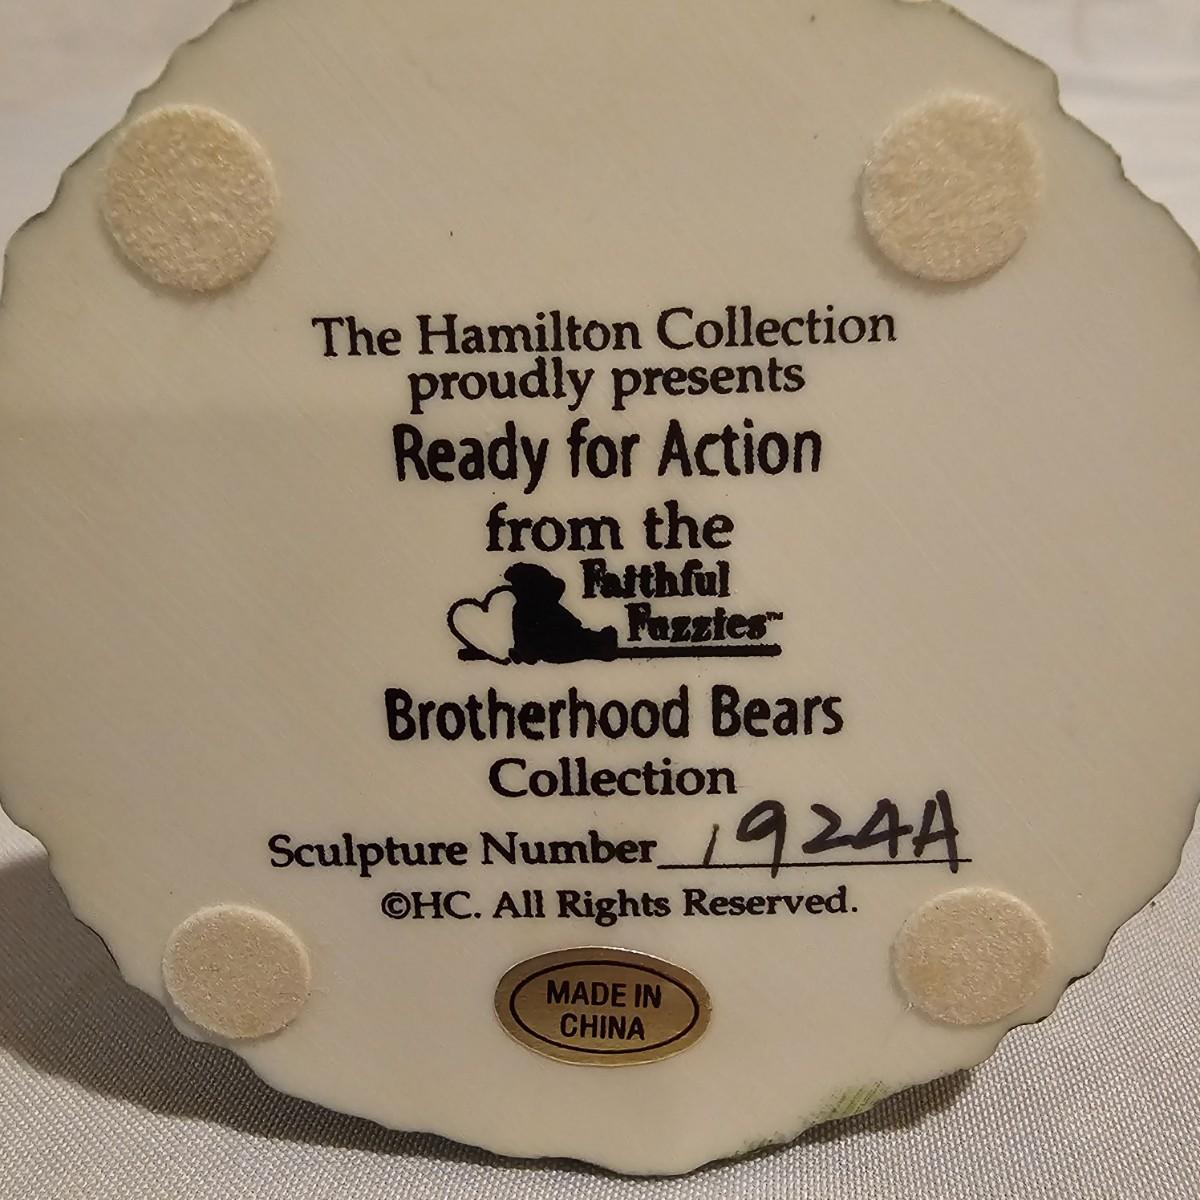 The Hamilton Collection
proudly presents
Ready for Action
from the
Faithful
Fuzzies™
Brotherhood Bears
Collection
Sculpture Number 1924A
©HC. All Rights Reserved.
MADE IN
CHINA